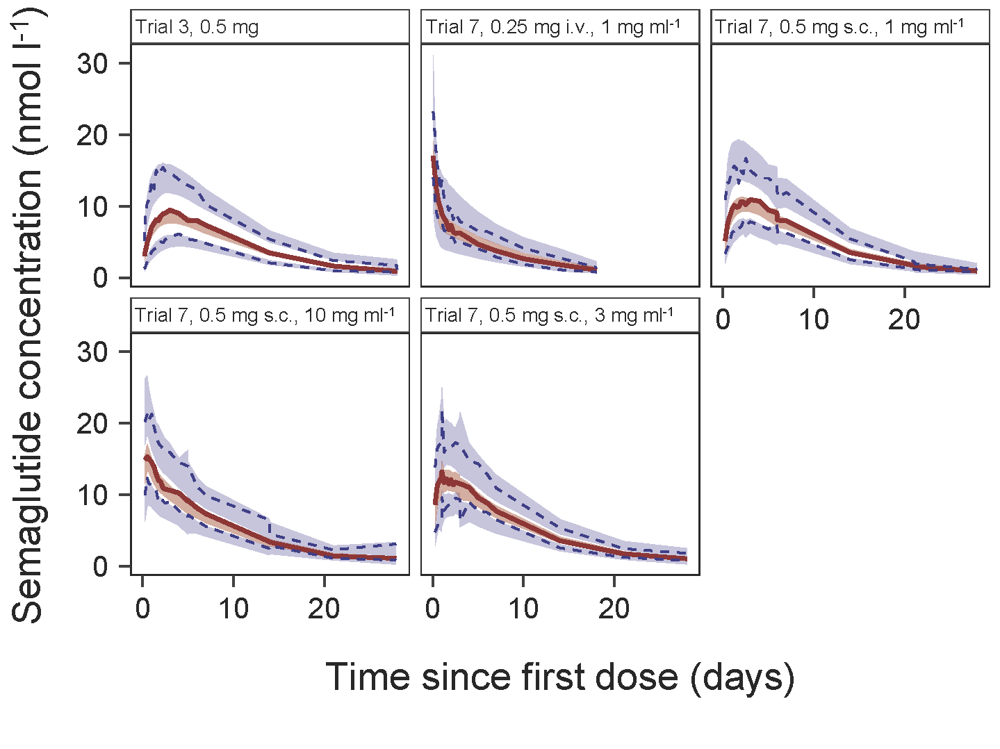 Semaglutide concentration (nmol l⁻¹)
Trial 3, 0.5 mg
Trial 7, 0.25 mg i.v., 1 mg ml⁻¹
Trial 7, 0.5 mg s.c., 1 mg ml⁻¹
30
20
10
0
0 10 20
Trial 7, 0.5 mg s.c., 10 mg ml⁻¹
Trial 7, 0.5 mg s.c., 3 mg ml⁻¹
30
20
10
0
0 10 20
0 10 20
Time since first dose (days)